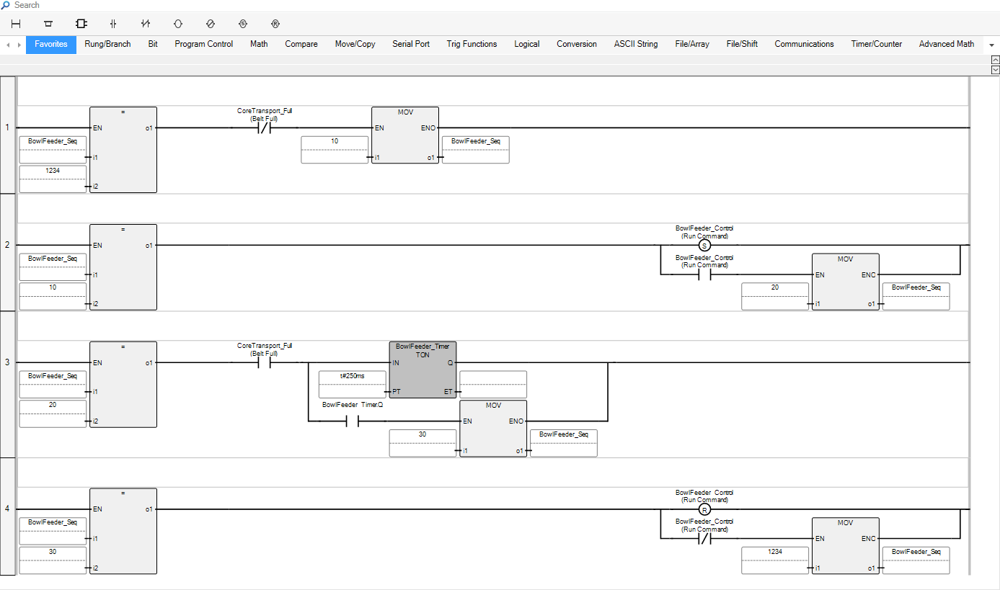 Search
Favorites Rung/Branch Bit Program Control Math Compare Move/Copy Serial Port Trig Functions Logical Conversion ASCII String File/Array File/Shift Communications Timer/Counter Advanced Math
1
=
EN o1
BowlFeeder_Seq
i1
1234
i2
CoreTransport_Full
(Belt Full)
MOV
EN ENO
10
i1 o1
BowlFeeder_Seq
2
=
EN o1
BowlFeeder_Seq
i1
10
i2
BowlFeeder_Control
(Run Command)
S
BowlFeeder_Control
(Run Command)
MOV
EN ENO
20
i1 o1
BowlFeeder_Seq
3
=
EN o1
BowlFeeder_Seq
i1
20
i2
CoreTransport_Full
(Belt Full)
BowlFeeder_Timer
TON
IN Q
t#250ms
PT ET
BowlFeeder_Timer.Q
MOV
EN ENO
30
i1 o1
BowlFeeder_Seq
4
=
EN o1
BowlFeeder_Seq
i1
30
i2
BowlFeeder_Control
(Run Command)
R
BowlFeeder_Control
(Run Command)
MOV
EN ENO
1234
i1 o1
BowlFeeder_Seq